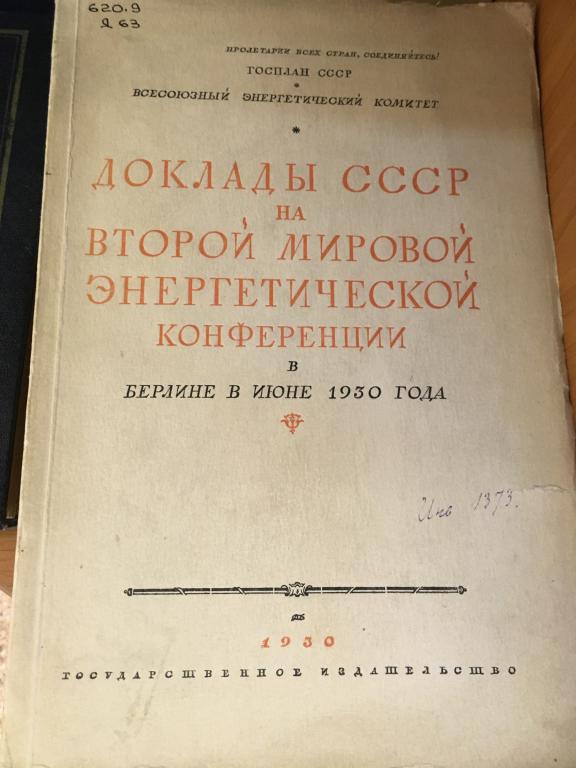 620.9
Д 63
ПРОЛЕТАРИИ ВСЕХ СТРАН, СОЕДИНЯЙТЕСЬ!
ГОСПЛАН СССР
*
ВСЕСОЮЗНЫЙ ЭНЕРГЕТИЧЕСКИЙ КОМИТЕТ
*
ДОКЛАДЫ СССР
НА
ВТОРОЙ МИРОВОЙ
ЭНЕРГЕТИЧЕСКОЙ
КОНФЕРЕНЦИИ
В
БЕРЛИНЕ В ИЮНЕ 1930 ГОДА
Инв 1373.
1930
ГОСУДАРСТВЕННОЕ ИЗДАТЕЛЬСТВО